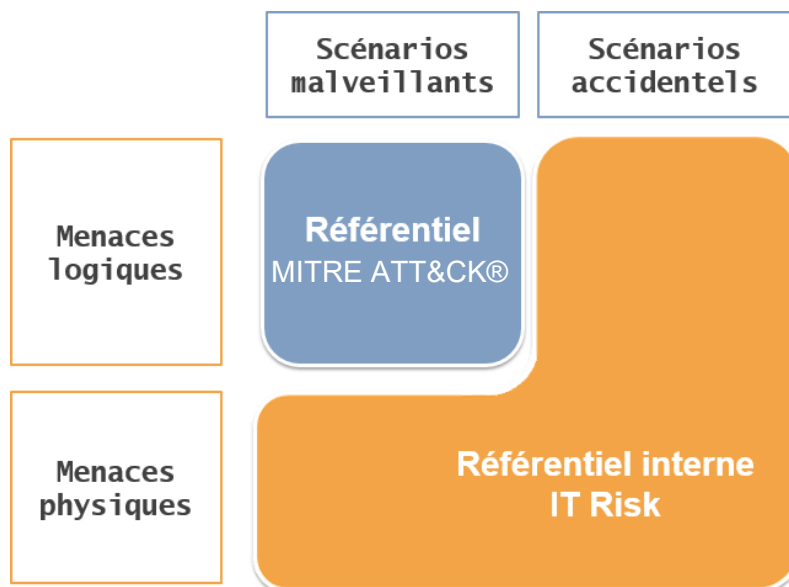 Scénarios
malveillants
Scénarios
accidentels
Menaces
logiques
Référentiel
MITRE ATT&CK®
Menaces
physiques
Référentiel interne
IT Risk